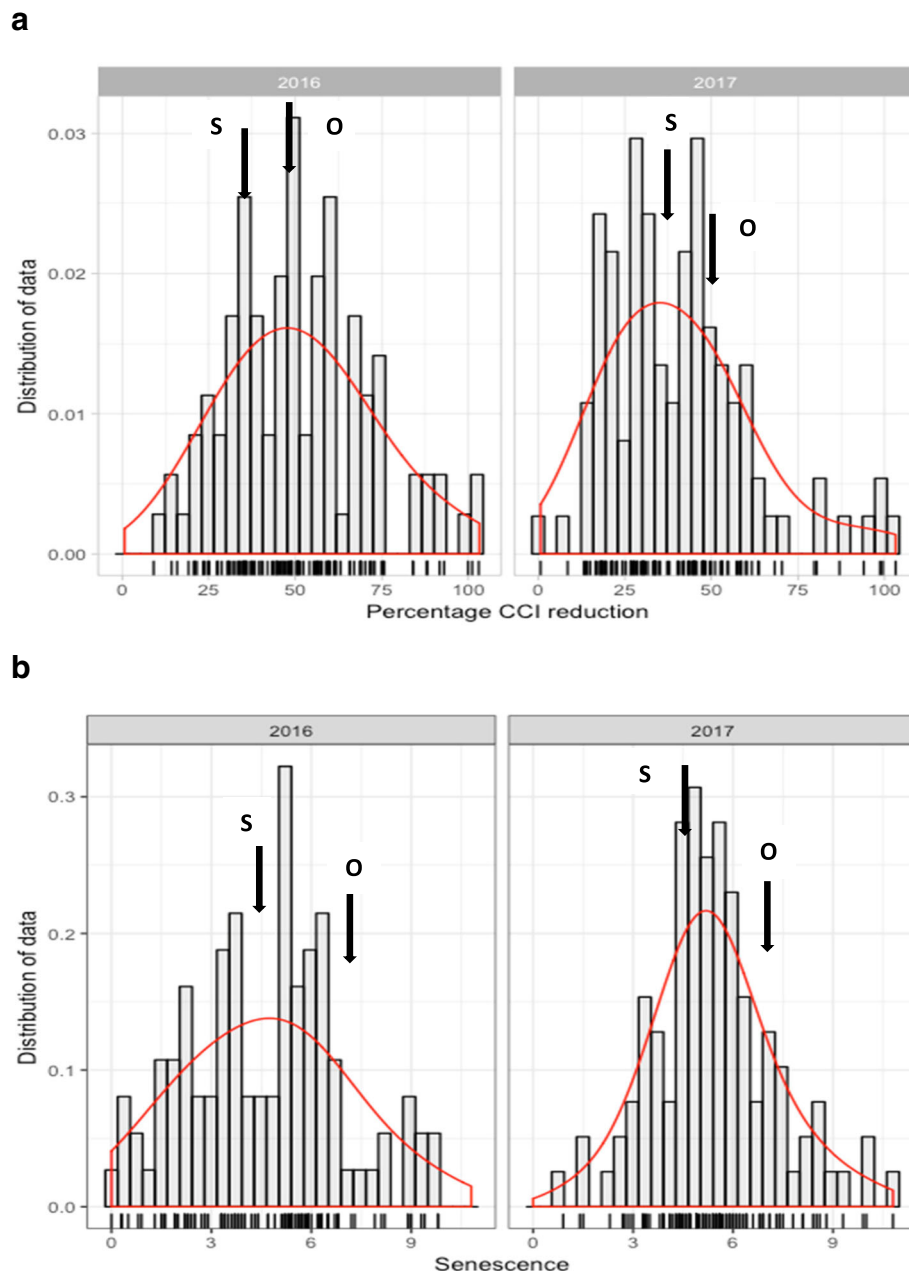 a
2016 2017
S O S O
0.03
0.02
0.01
0.00
Distribution of data
0 25 50 75 100 0 25 50 75 100
Percentage CCI reduction
b
2016 2017
S O S O
0.3
0.2
0.1
0.0
Distribution of data
0 3 6 9 0 3 6 9
Senescence